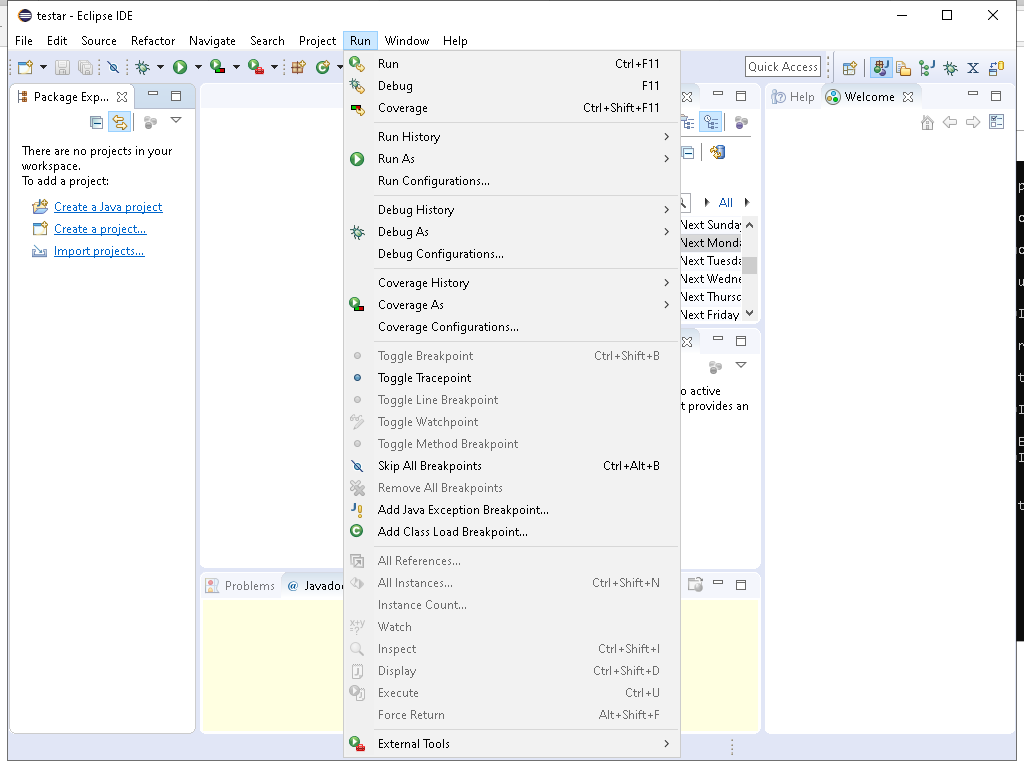 testar - Eclipse IDE
File Edit Source Refactor Navigate Search Project Run Window Help
Quick Access
Package Exp...
There are no projects in your
workspace.
To add a project:
Create a Java project
Create a project...
Import projects...
Run Ctrl+F11
Debug F11
Coverage Ctrl+Shift+F11
Run History
Run As
Run Configurations...
Debug History
Debug As
Debug Configurations...
Coverage History
Coverage As
Coverage Configurations...
Toggle Breakpoint Ctrl+Shift+B
Toggle Tracepoint
Toggle Line Breakpoint
Toggle Watchpoint
Toggle Method Breakpoint
Skip All Breakpoints Ctrl+Alt+B
Remove All Breakpoints
Add Java Exception Breakpoint...
Add Class Load Breakpoint...
All References...
All Instances... Ctrl+Shift+N
Instance Count...
Watch
Inspect Ctrl+Shift+I
Display Ctrl+Shift+D
Execute Ctrl+U
Force Return Alt+Shift+F
External Tools
Problems @ Javado
All
Next Sunday
Next Monda
Next Tuesda
Next Wedne
Next Thursd
Next Friday
o active
t provides an
Help Welcome